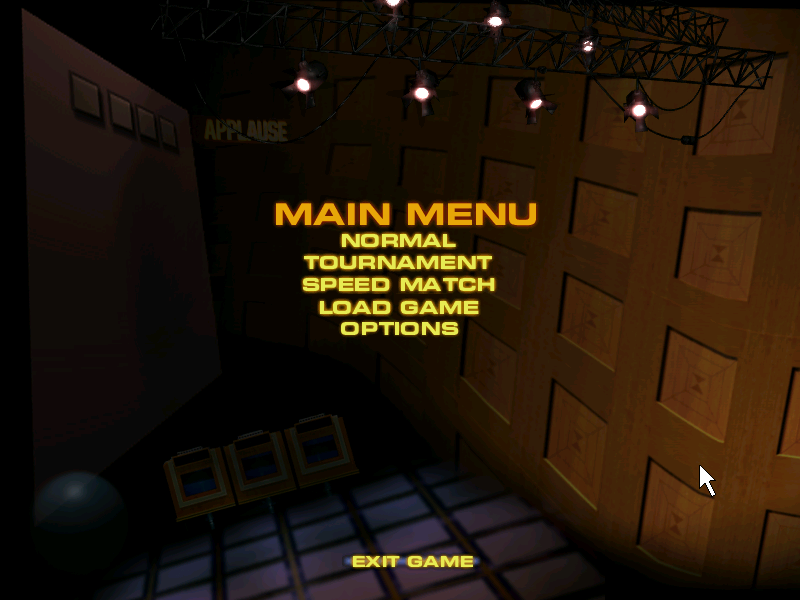 APPLAUSE
MAIN MENU
NORMAL
TOURNAMENT
SPEED MATCH
LOAD GAME
OPTIONS
EXIT GAME